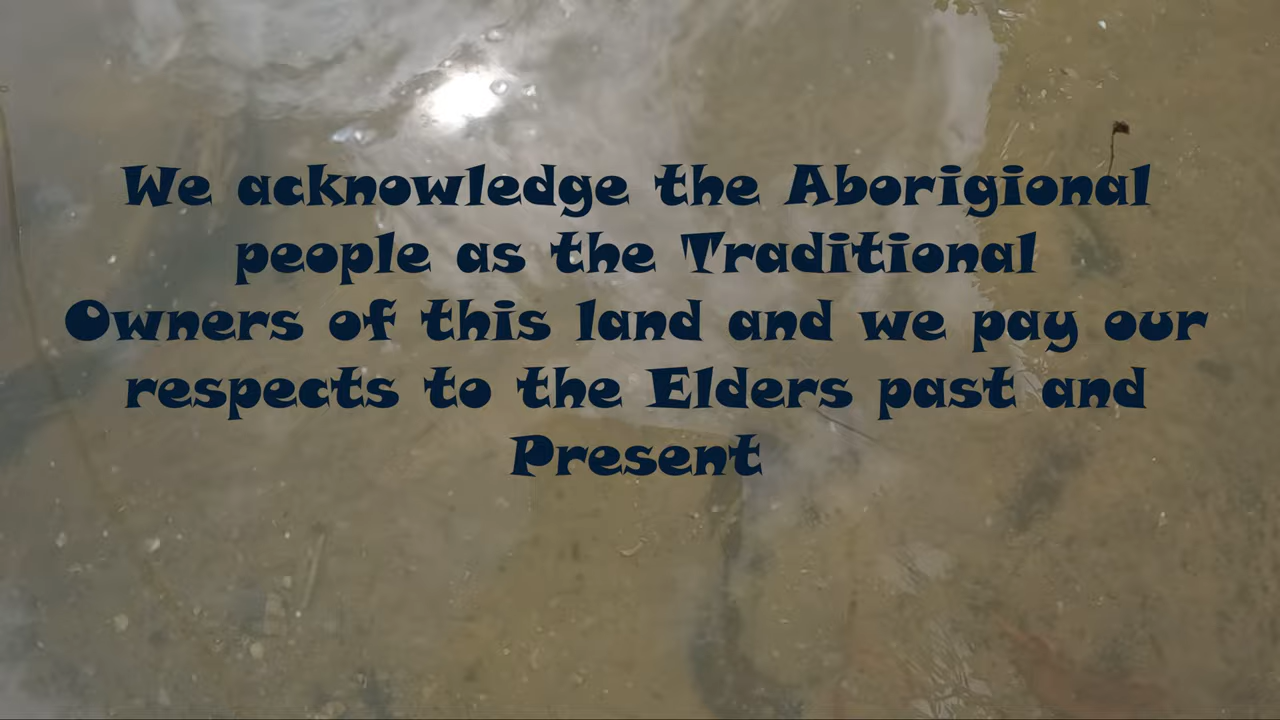 We acknowledge the Aborigional
people as the Traditional
Owners of this land and we pay our
respects to the Elders past and
Present